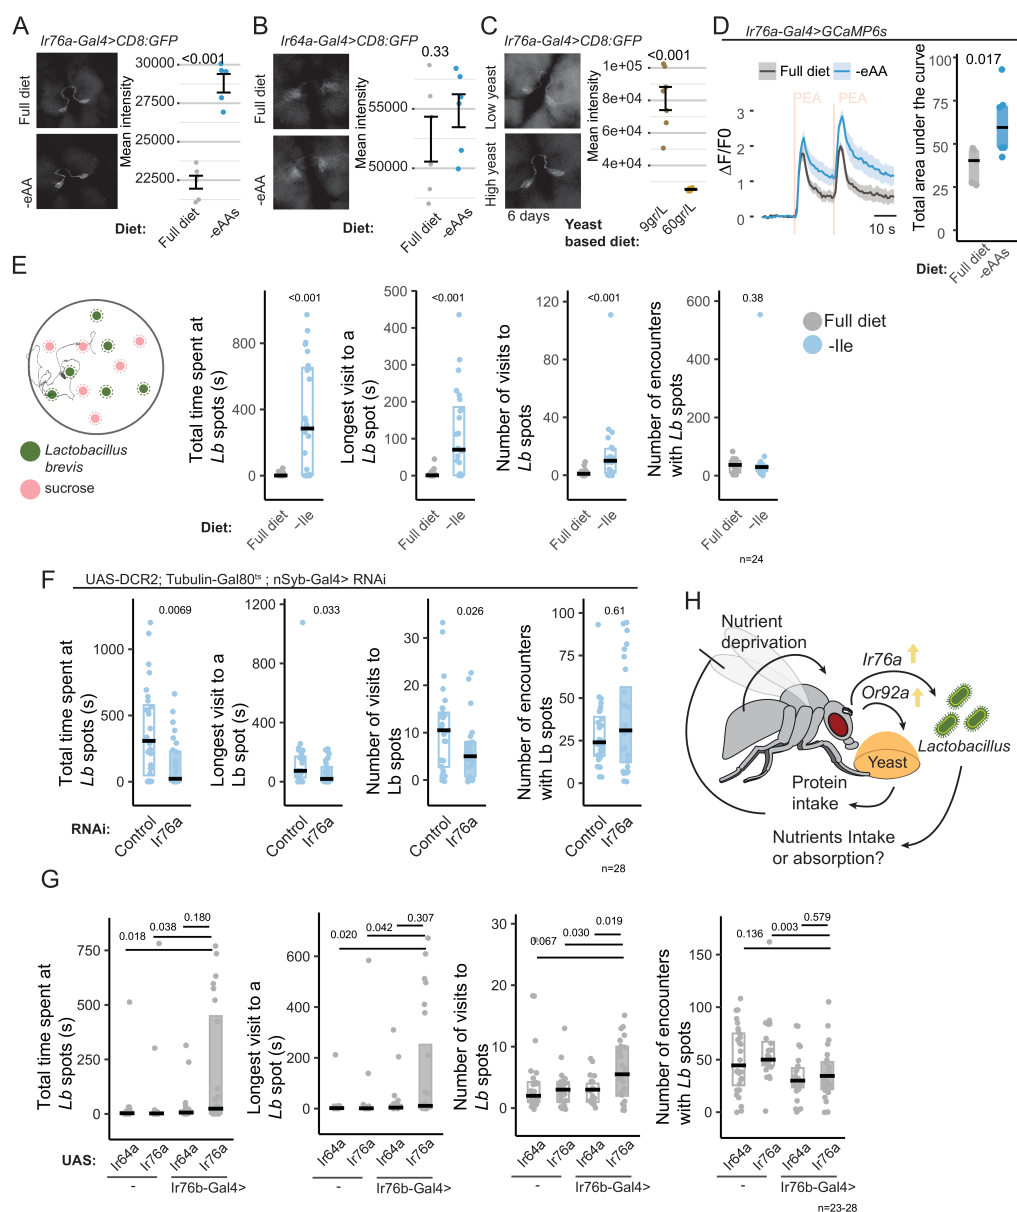 A
Ir76a-Gal4>CD8:GFP
Full diet
-eAA
Mean intensity
30000
27500
25000
22500
<0.001
Diet:
Full diet
-eAAs
B
Ir64a-Gal4>CD8:GFP
Full diet
-eAA
Mean intensity
55000
50000
0.33
Diet:
Full diet
-eAAs
C
Ir76a-Gal4>CD8:GFP
Low yeast
High yeast
6 days
Mean intensity
1e+05
8e+04
6e+04
4e+04
<0.001
Yeast
based diet:
9gr/L
60gr/L
D
Ir76a-Gal4>GCaMP6s
Full diet
-eAA
PEA
PEA
ΔF/F0
3
2
1
0
10 s
Total area under the curve
100
75
50
25
0
0.017
Diet:
Full diet
-eAAs
E
Lactobacillus
brevis
sucrose
Total time spent at
Lb spots (s)
800
400
0
<0.001
Longest visit to a
Lb spot (s)
500
400
300
200
100
0
<0.001
Number of visits to
Lb spots
120
80
40
0
<0.001
Number of encounters
with Lb spots
600
400
200
0
0.38
Full diet
-Ile
Diet:
Full diet
–Ile
Full diet
–Ile
Full diet
–Ile
Full diet
–Ile
n=24
F
UAS-DCR2; Tubulin-Gal80ts ; nSyb-Gal4> RNAi
Total time spent at
Lb spots (s)
1000
500
0
0.0069
Longest visit to a
Lb spot (s)
1200
800
400
0
0.033
Number of visits to
Lb spots
30
20
10
0
0.026
Number of encounters
with Lb spots
100
75
50
25
0
0.61
RNAi:
Control
Ir76a
Control
Ir76a
Control
Ir76a
Control
Ir76a
n=28
H
Nutrient
deprivation
Ir76a
Or92a
Lactobacillus
Yeast
Protein
intake
Nutrients Intake
or absorption?
G
Total time spent at
Lb spots (s)
750
500
250
0
0.018
0.038
0.180
Longest visit to a
Lb spot (s)
600
400
200
0
0.020
0.042
0.307
Number of visits to
Lb spots
30
20
10
0
0.067
0.030
0.019
Number of encounters
with Lb spots
150
100
50
0
0.136
0.003
0.579
UAS:
Ir64a
Ir76a
Ir64a
Ir76a
-
Ir76b-Gal4>
Ir64a
Ir76a
Ir64a
Ir76a
-
Ir76b-Gal4>
Ir64a
Ir76a
Ir64a
Ir76a
-
Ir76b-Gal4>
Ir64a
Ir76a
Ir64a
Ir76a
-
Ir76b-Gal4>
n=23-28